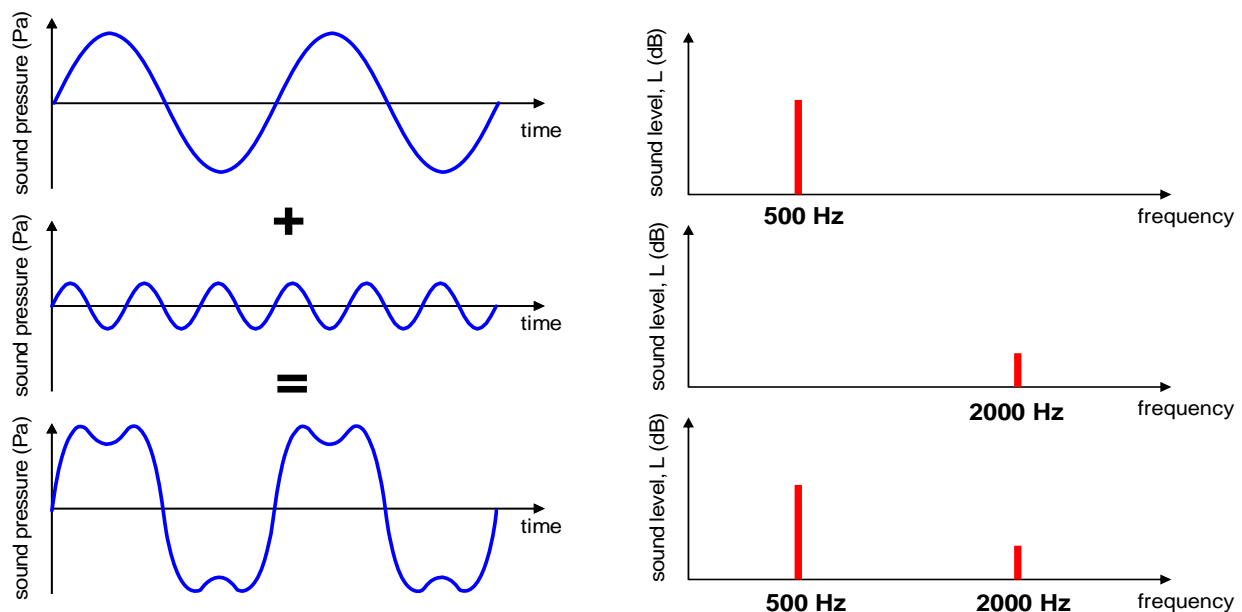 sound pressure (Pa)
time
sound level, L (dB)
500 Hz
frequency
+
sound pressure (Pa)
time
sound level, L (dB)
2000 Hz
frequency
=
sound pressure (Pa)
time
sound level, L (dB)
500 Hz
2000 Hz
frequency